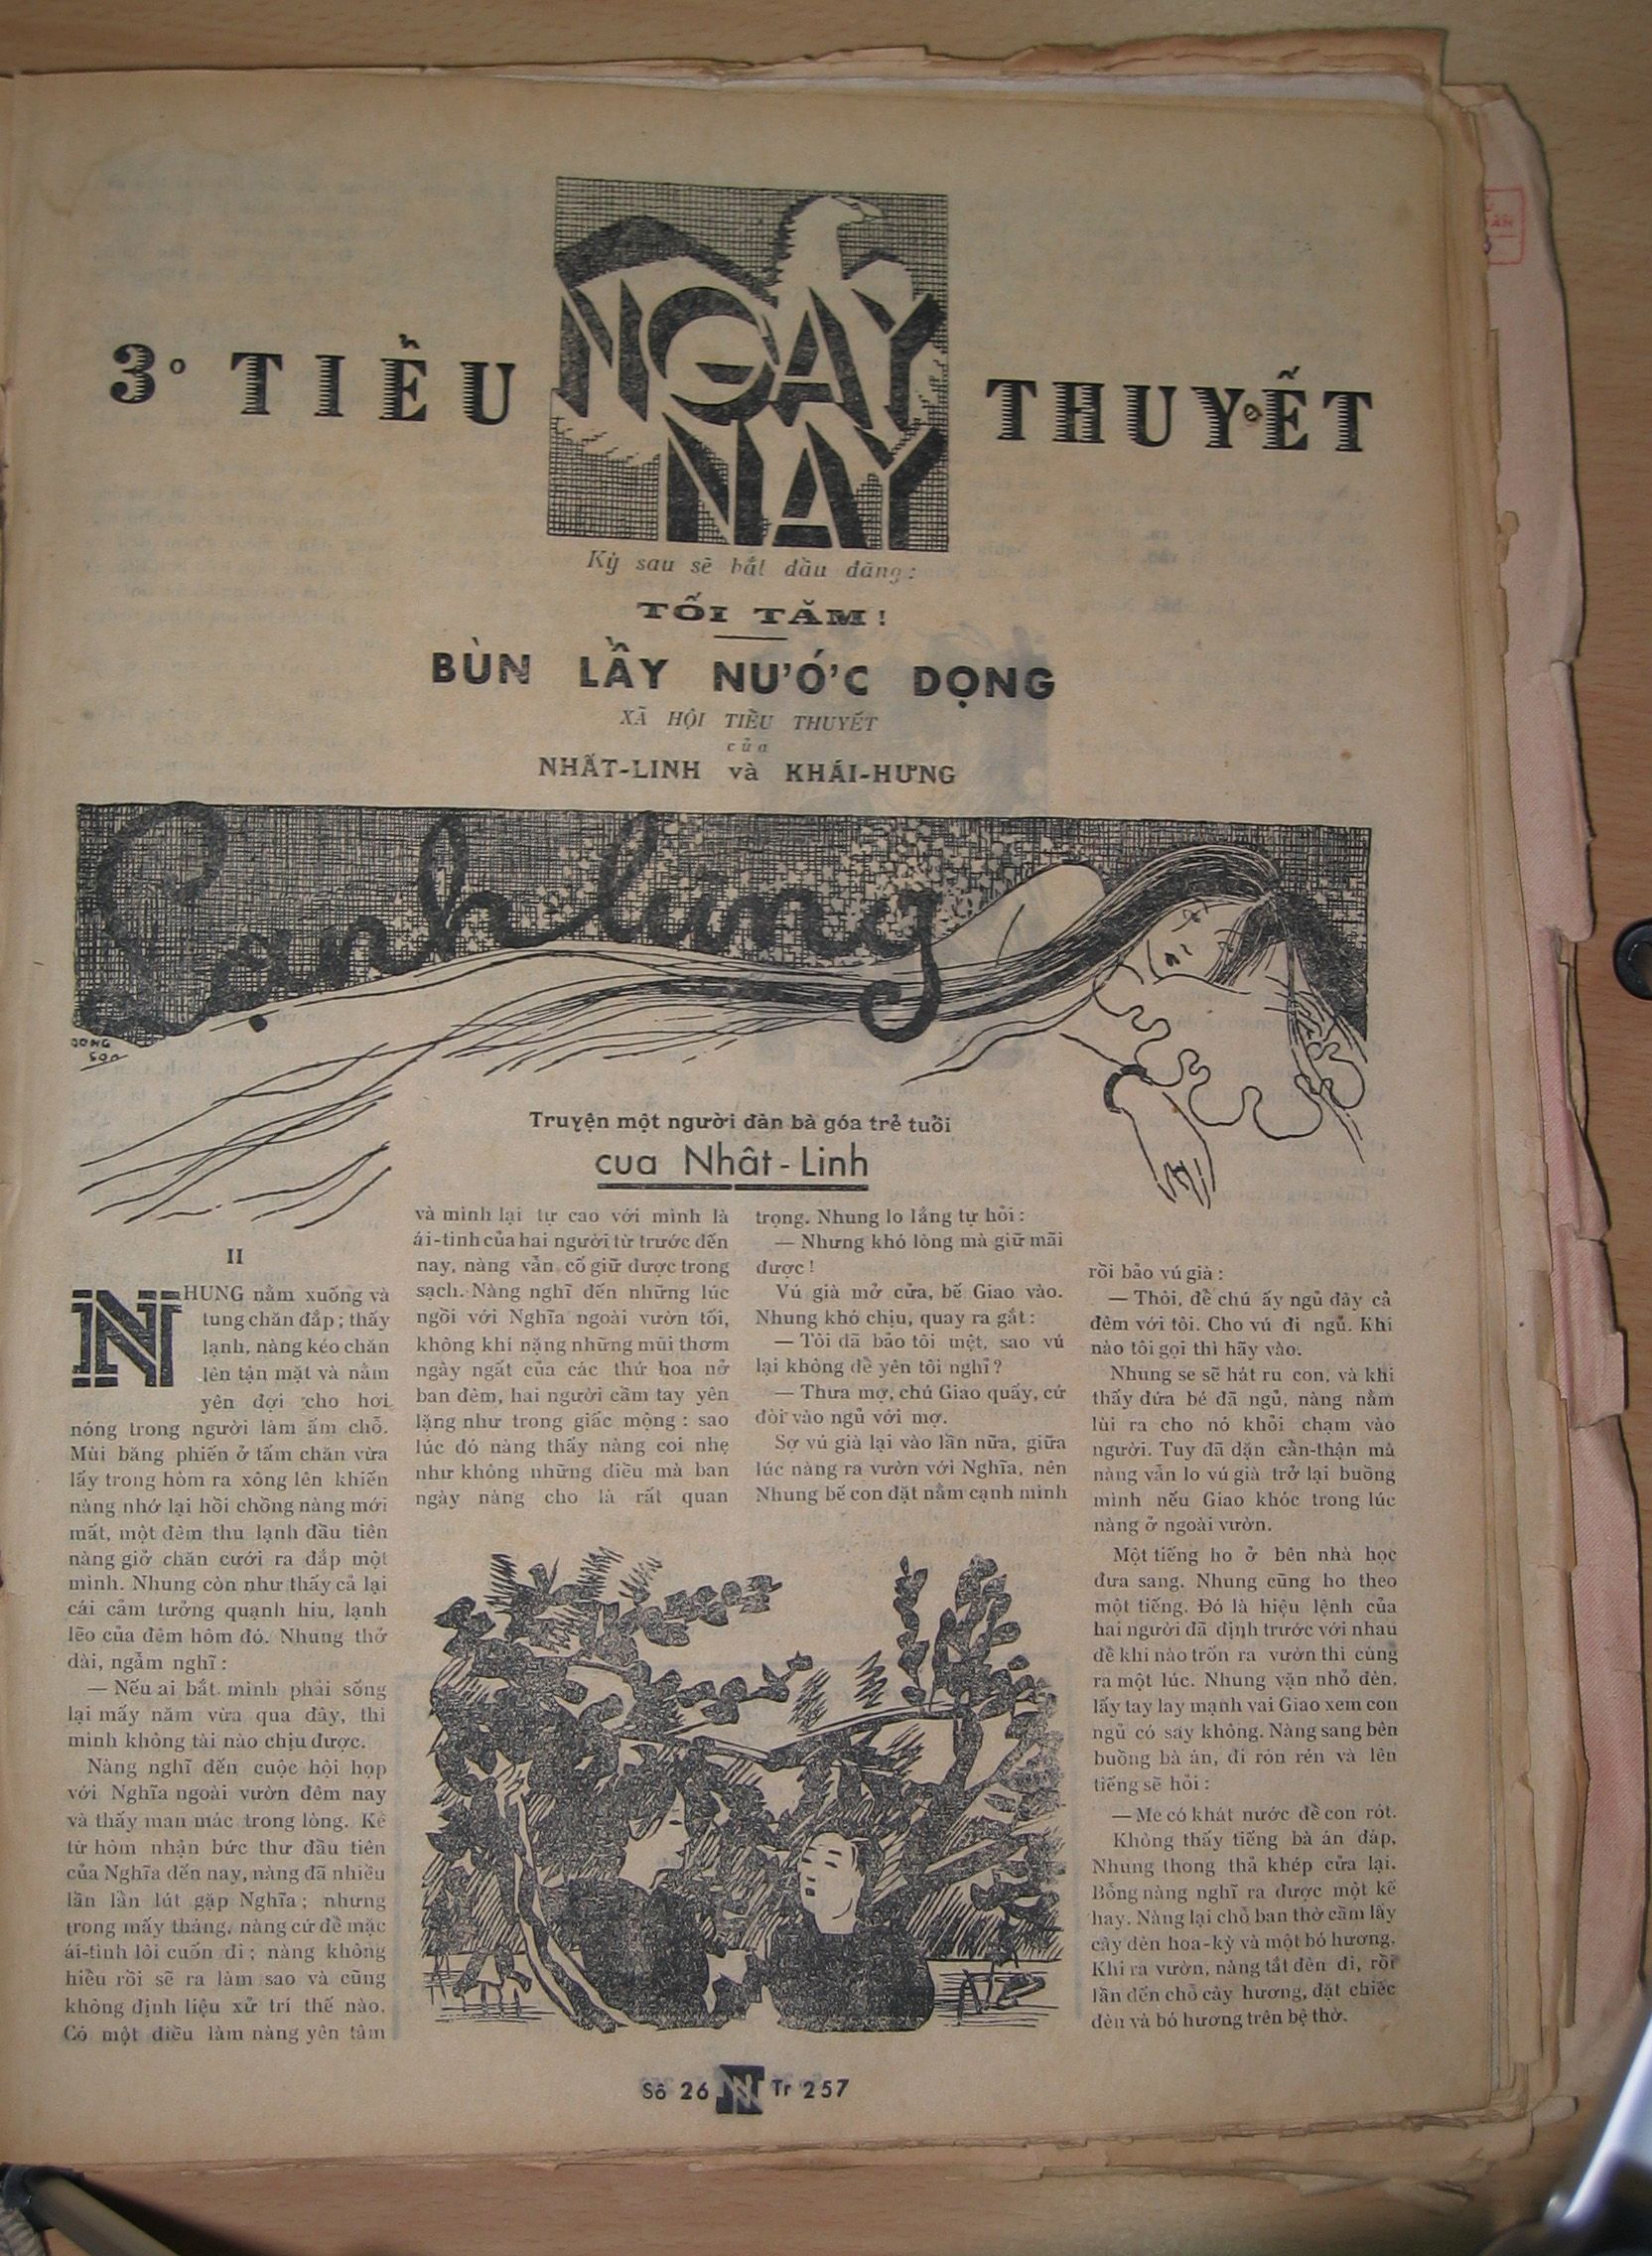 3º TIỂU THUYẾT
NGAY
NAY
Kỳ sau sẽ bắt đầu đăng:
TỐI TĂM!
BÙN LẦY NƯỚC DỌNG
XÃ HỘI TIỂU THUYẾT
của
NHẤT-LINH và KHÁI-HƯNG
Lạnh lùng
DONG
SON
Truyện một người đàn bà góa trẻ tuổi
cua Nhât-Linh
II
NHUNG nằm xuống và
tung chăn đắp; thấy
lạnh, nàng kéo chăn
lên tận mặt và nằm
yên đợi cho hơi
nóng trong người làm ấm chỗ.
Mùi băng phiến ở tấm chăn vừa
lấy trong hòm ra xông lên khiến
nàng nhớ lại hồi chồng nàng mới
mất, một đêm thu lạnh đầu tiên
nàng giở chăn cưới ra đắp một
mình. Nhung còn như thấy cả lại
cái cảm tưởng quạnh hiu, lạnh
lẽo của đêm hôm đó. Nhung thở
dài, ngẫm nghĩ:
— Nếu ai bắt mình phải sống
lại mấy năm vừa qua đây, thì
mình không tài nào chịu được.
Nàng nghĩ đến cuộc hội họp
với Nghĩa ngoài vườn đêm nay
và thấy man mác trong lòng. Kể
từ hôm nhận bức thư đầu tiên
của Nghĩa đến nay, nàng đã nhiều
lần lần lút gặp Nghĩa; nhưng
trong mấy tháng, nàng cứ để mặc
ái-tình lôi cuốn đi; nàng không
hiểu rồi sẽ ra làm sao và cũng
không định liệu xử trí thế nào.
Có một điều làm nàng yên tâm
và mình lại tự cao với mình là
ái-tình của hai người từ trước đến
nay, nàng vẫn cố giữ được trong
sạch. Nàng nghĩ đến những lúc
ngồi với Nghĩa ngoài vườn tối,
không khí nặng những mùi thơm
ngày ngất của các thứ hoa nở
ban đêm, hai người cầm tay yên
lặng như trong giấc mộng: sao
lúc đó nàng thấy nàng coi nhẹ
như không những điều mà ban
ngày nàng cho là rất quan
trọng. Nhung lo lắng tự hỏi:
— Nhưng khó lòng mà giữ mãi
được!
Vú già mở cửa, bế Giao vào.
Nhung khó chịu, quay ra gắt:
— Tôi đã bảo tôi mệt, sao vú
lại không để yên tôi nghỉ?
— Thưa mợ, chú Giao quấy, cứ
đòi vào ngủ với mợ.
Sợ vú già lại vào lần nữa, giữa
lúc nàng ra vườn với Nghĩa, nên
Nhung bế con đặt nằm cạnh mình
rồi bảo vú già:
— Thôi, để chú ấy ngủ đây cả
đêm với tôi. Cho vú đi ngủ. Khi
nào tôi gọi thì hãy vào.
Nhung se sẽ hát ru con, và khi
thấy đứa bé đã ngủ, nàng nằm
lùi ra cho nó khỏi chạm vào
người. Tuy đã dặn cẩn-thận mà
nàng vẫn lo vú già trở lại buồng
mình nếu Giao khóc trong lúc
nàng ở ngoài vườn.
Một tiếng ho ở bên nhà học
đưa sang. Nhung cũng ho theo
một tiếng. Đó là hiệu lệnh của
hai người đã định trước với nhau
để khi nào trốn ra vườn thì cùng
ra một lúc. Nhung vặn nhỏ đèn,
lấy tay lay mạnh vai Giao xem con
ngủ có say không. Nàng sang bên
buồng bà án, đi rón rén và lên
tiếng sẽ hỏi:
— Mẹ có khát nước để con rót.
Không thấy tiếng bà án đáp,
Nhung thong thả khép cửa lại.
Bỗng nàng nghĩ ra được một kế
hay. Nàng lại chỗ ban thờ cầm lấy
cây đèn hoa-kỳ và một bó hương.
Khi ra vườn, nàng tắt đèn đi, rồi
lần đến chỗ cây hương, đặt chiếc
đèn và bó hương trên bệ thờ.
Số 26 NN Tr 257